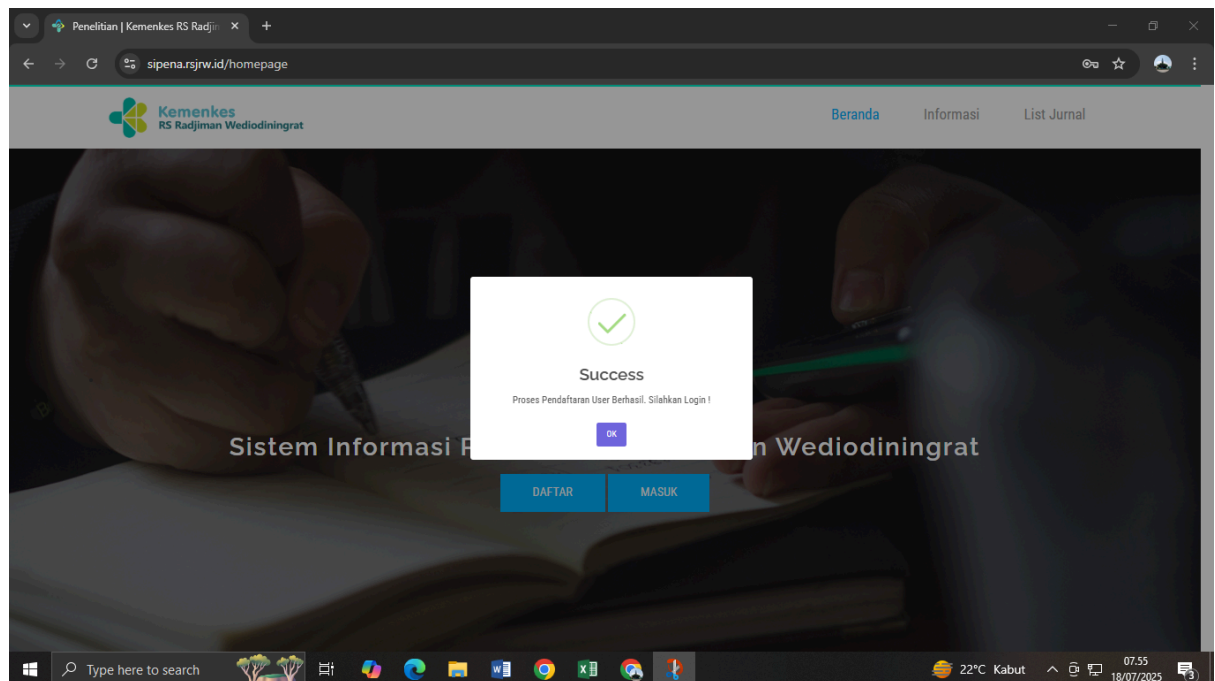 Penelitian | Kemenkes RS Radji
sipena.rsjrw.id/homepage
Kemenkes
RS Radjiman Wediodiningrat
Beranda
Informasi
List Jurnal
Success
Proses Pendaftaran User Berhasil. Silahkan Login !
OK
Sistem Informasi P
n Wediodiningrat
DAFTAR
MASUK
Type here to search
22°C Kabut
07.55
18/07/2025
3